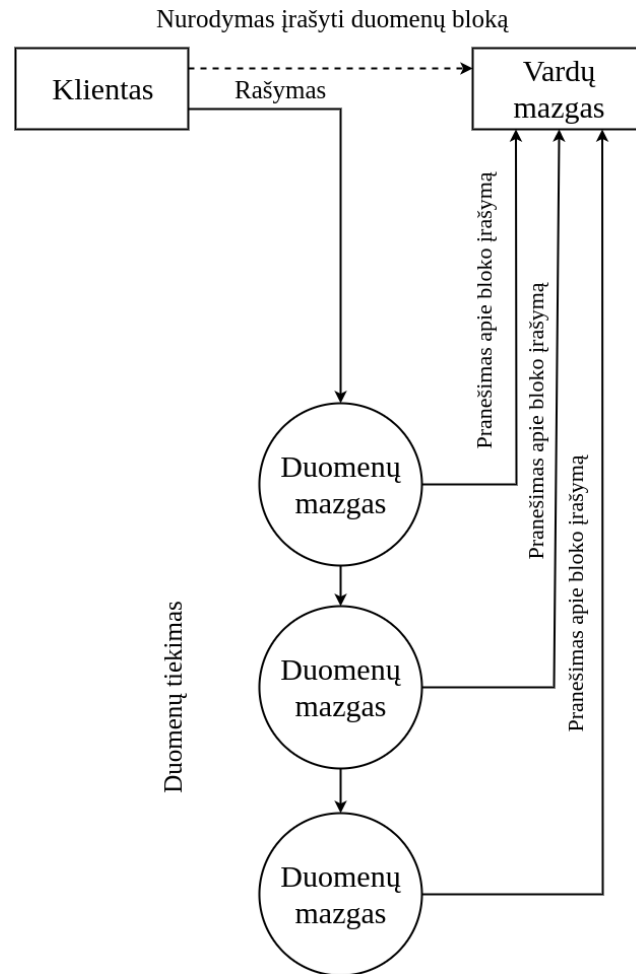 Nurodymas įrašyti duomenų bloką
Klientas
Rašymas
Vardų
mazgas
Pranešimas apie bloko įrašymą
Pranešimas apie bloko įrašymą
Pranešimas apie bloko įrašymą
Duomenų
mazgas
Duomenų tiekimas
Duomenų
mazgas
Duomenų
mazgas